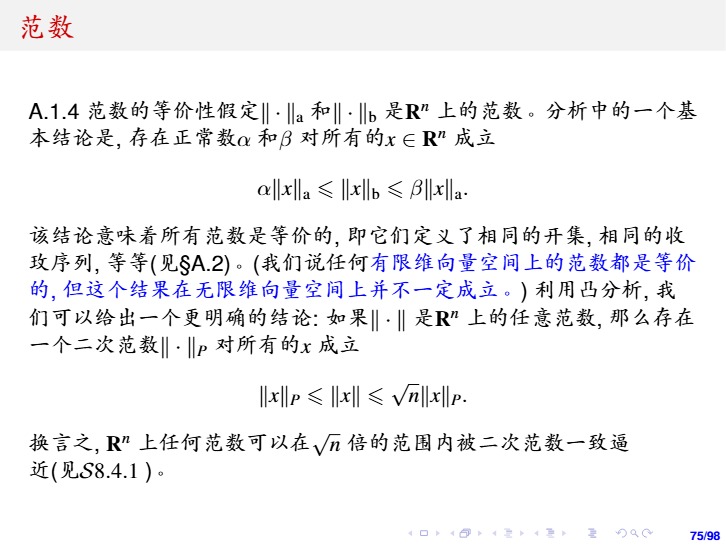 范数
A.1.4 范数的等价性假定∥ · ∥a 和∥ · ∥b 是Rⁿ 上的范数。分析中的一个基
本结论是, 存在正常数α 和β 对所有的x ∈ Rⁿ 成立
α∥x∥a ⩽ ∥x∥b ⩽ β∥x∥a.
该结论意味着所有范数是等价的, 即它们定义了相同的开集, 相同的收
玫序列, 等等(见§A.2)。(我们说任何有限维向量空间上的范数都是等价
的, 但这个结果在无限维向量空间上并不一定成立。) 利用凸分析, 我
们可以给出一个更明确的结论: 如果∥ · ∥ 是Rⁿ 上的任意范数, 那么存在
一个二次范数∥ · ∥P 对所有的x 成立
∥x∥P ⩽ ∥x∥ ⩽ √n∥x∥P.
换言之, Rⁿ 上任何范数可以在√n 倍的范围内被二次范数一致逼
近(见S8.4.1 )。
75/98